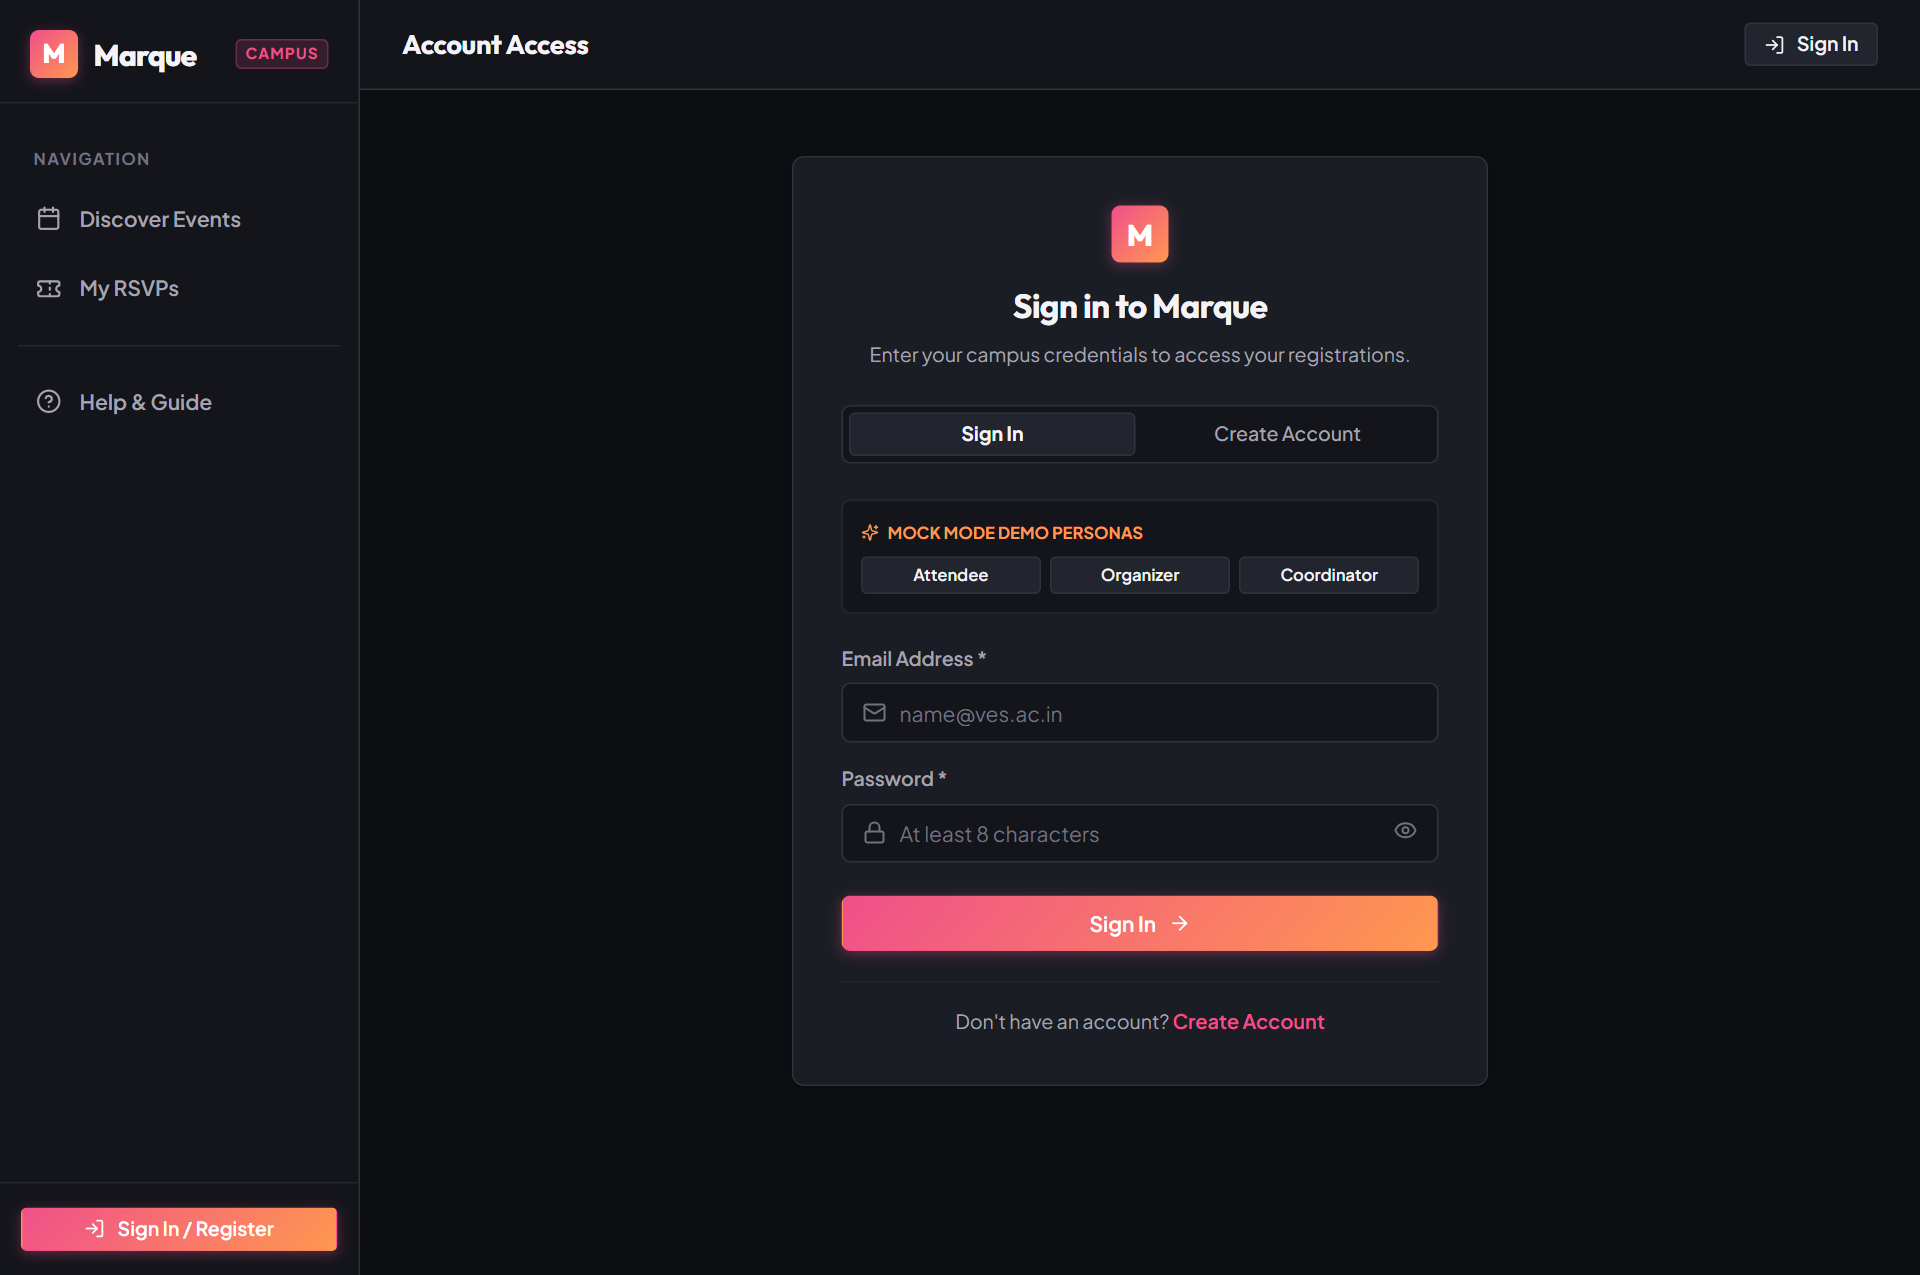 M Marque CAMPUS
NAVIGATION
Discover Events
My RSVPs
Help & Guide
Sign In / Register
Account Access
Sign In
M
Sign in to Marque
Enter your campus credentials to access your registrations.
Sign In Create Account
MOCK MODE DEMO PERSONAS
Attendee Organizer Coordinator
Email Address *
name@ves.ac.in
Password *
At least 8 characters
Sign In
Don't have an account? Create Account